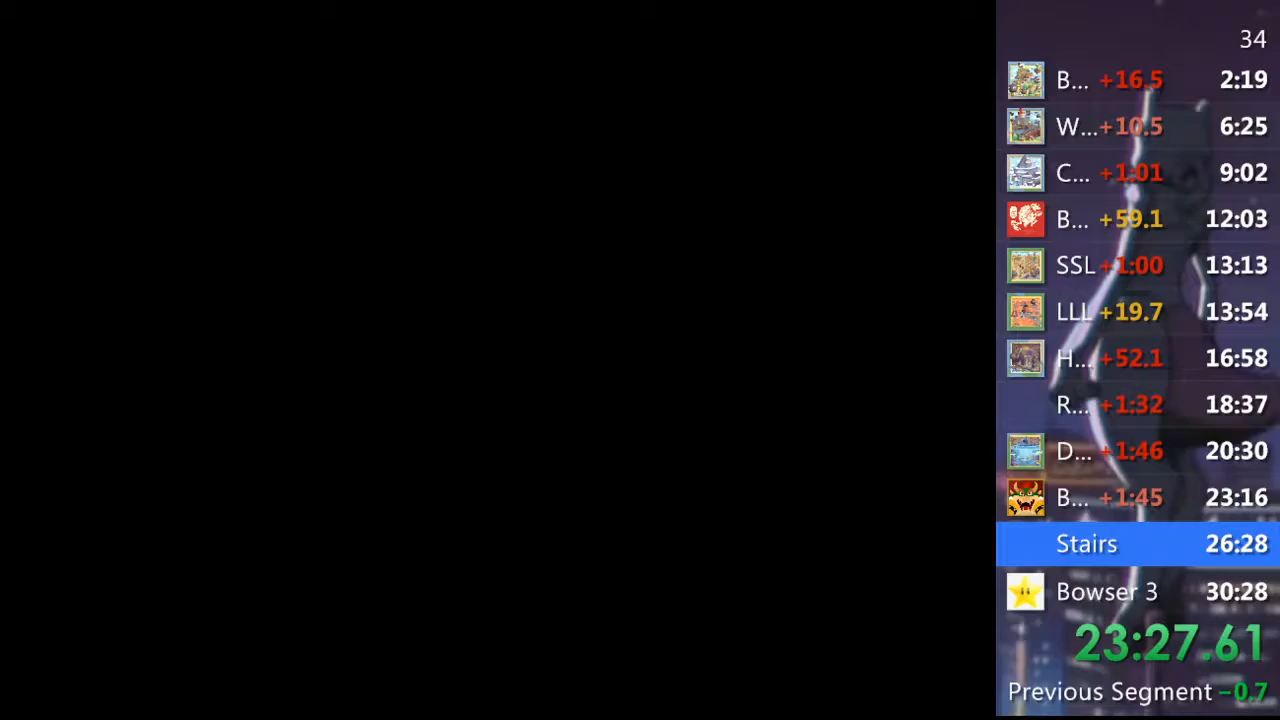 34
B... +16.5 2:19
W... +10.5 6:25
C... +1:01 9:02
B... +59.1 12:03
SSL +1:00 13:13
LLL +19.7 13:54
H... +52.1 16:58
R... +1:32 18:37
D... +1:46 20:30
B... +1:45 23:16
Stairs 26:28
Bowser 3 30:28
23:27.61
Previous Segment −0.7